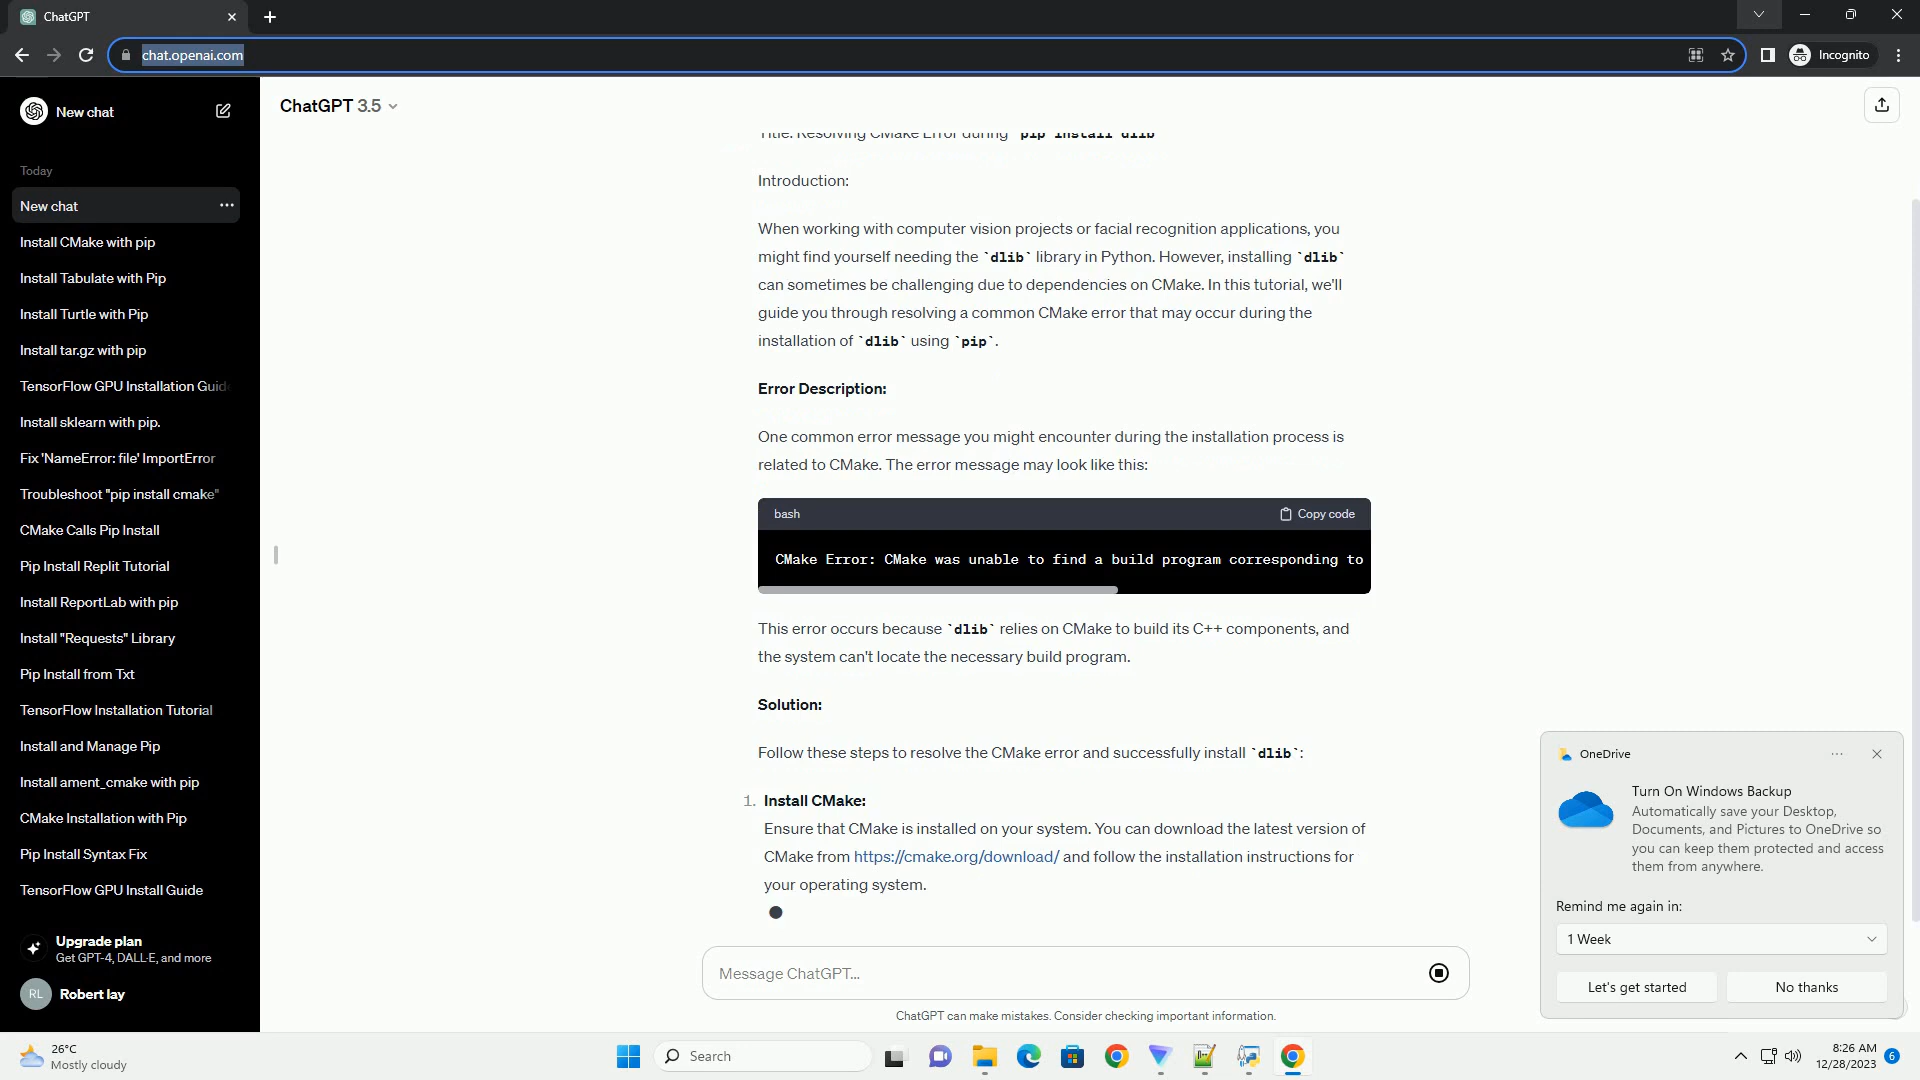 ChatGPT
chat.openai.com
Incognito
New chat
Today
New chat
Install CMake with pip
Install Tabulate with Pip
Install Turtle with Pip
Install tar.gz with pip
TensorFlow GPU Installation Guid
Install sklearn with pip.
Fix 'NameError: file' ImportError
Troubleshoot "pip install cmake"
CMake Calls Pip Install
Pip Install Replit Tutorial
Install ReportLab with pip
Install "Requests" Library
Pip Install from Txt
TensorFlow Installation Tutorial
Install and Manage Pip
Install ament_cmake with pip
CMake Installation with Pip
Pip Install Syntax Fix
TensorFlow GPU Install Guide
Upgrade plan
Get GPT-4, DALL·E, and more
RL Robert lay
ChatGPT 3.5
Title: Resolving CMake Error during `pip install dlib`
Introduction:
When working with computer vision projects or facial recognition applications, you
might find yourself needing the `dlib` library in Python. However, installing `dlib`
can sometimes be challenging due to dependencies on CMake. In this tutorial, we'll
guide you through resolving a common CMake error that may occur during the
installation of `dlib` using `pip`.
Error Description:
One common error message you might encounter during the installation process is
related to CMake. The error message may look like this:
bash Copy code
CMake Error: CMake was unable to find a build program corresponding to
This error occurs because `dlib` relies on CMake to build its C++ components, and
the system can't locate the necessary build program.
Solution:
Follow these steps to resolve the CMake error and successfully install `dlib`:
1. Install CMake:
Ensure that CMake is installed on your system. You can download the latest version of
CMake from https://cmake.org/download/ and follow the installation instructions for
your operating system.
Message ChatGPT...
ChatGPT can make mistakes. Consider checking important information.
OneDrive
Turn On Windows Backup
Automatically save your Desktop,
Documents, and Pictures to OneDrive so
you can keep them protected and access
them from anywhere.
Remind me again in:
1 Week
Let's get started
No thanks
26°C
Mostly cloudy
Search
8:26 AM
12/28/2023
6